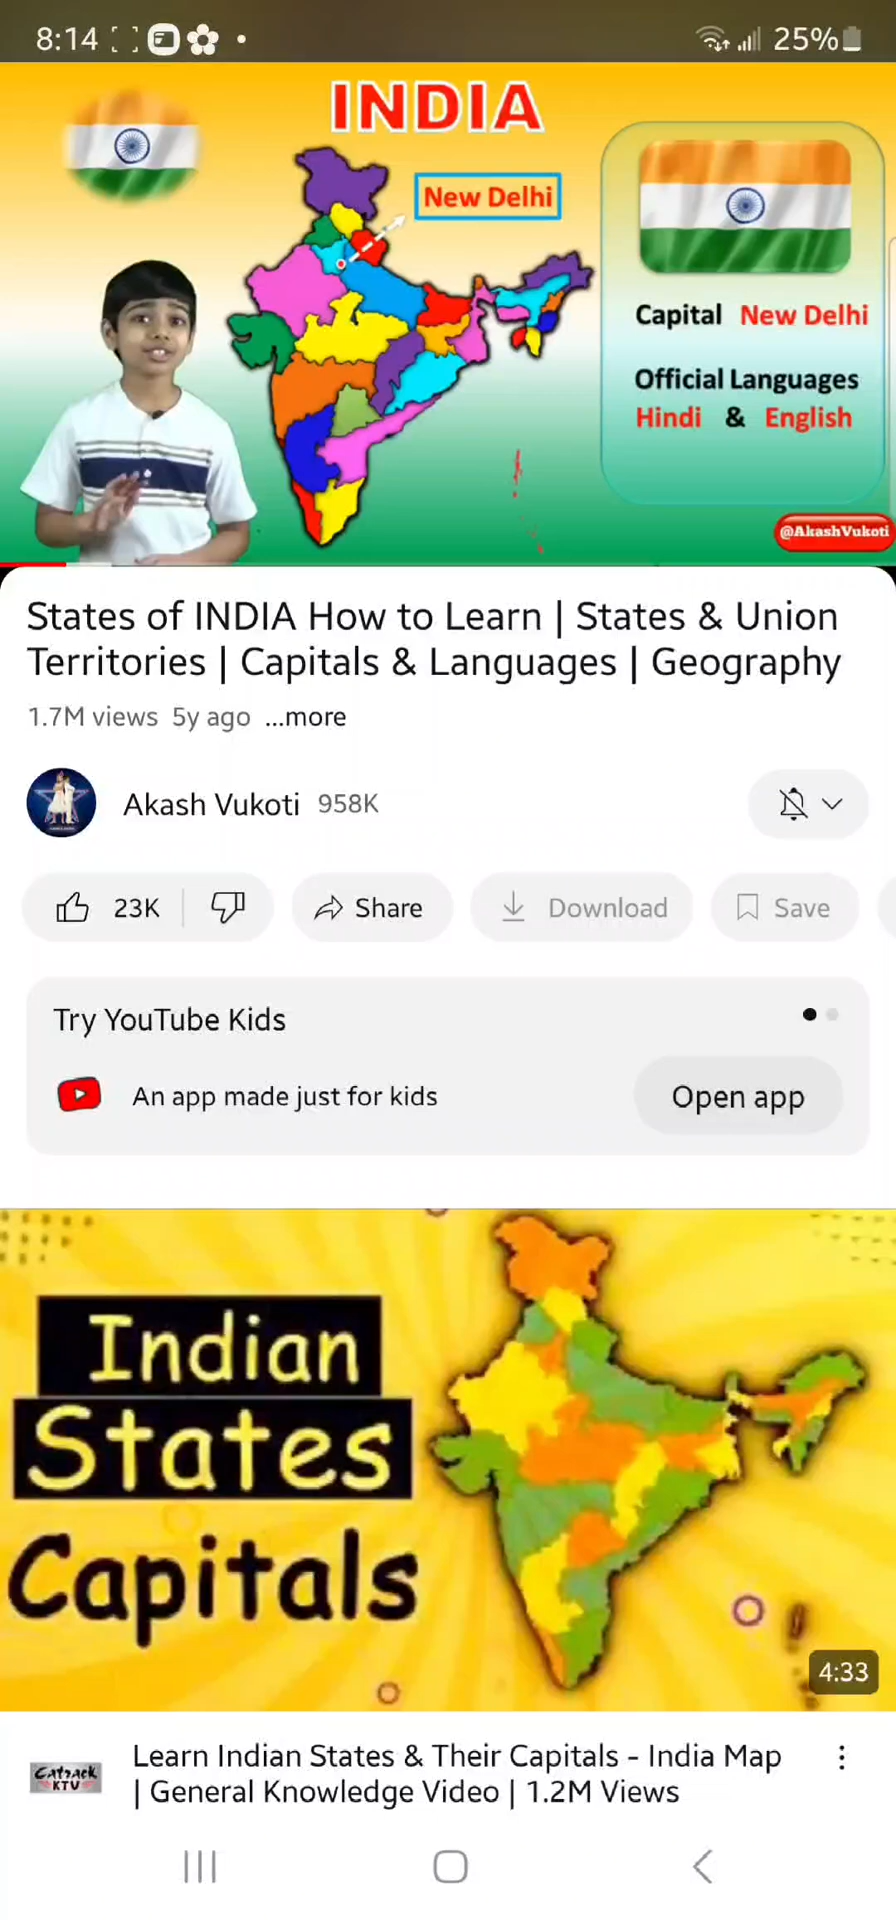 8:14
25%
INDIA
New Delhi
Capital New Delhi
Official Languages
Hindi & English
@AkashVukoti
States of INDIA How to Learn | States & Union
Territories | Capitals & Languages | Geography
1.7M views 5y ago ...more
Akash Vukoti 958K
23K
Share
Download
Save
Try YouTube Kids
An app made just for kids
Open app
Indian
States
Capitals
4:33
CatRack
KTV
Learn Indian States & Their Capitals - India Map
| General Knowledge Video | 1.2M Views